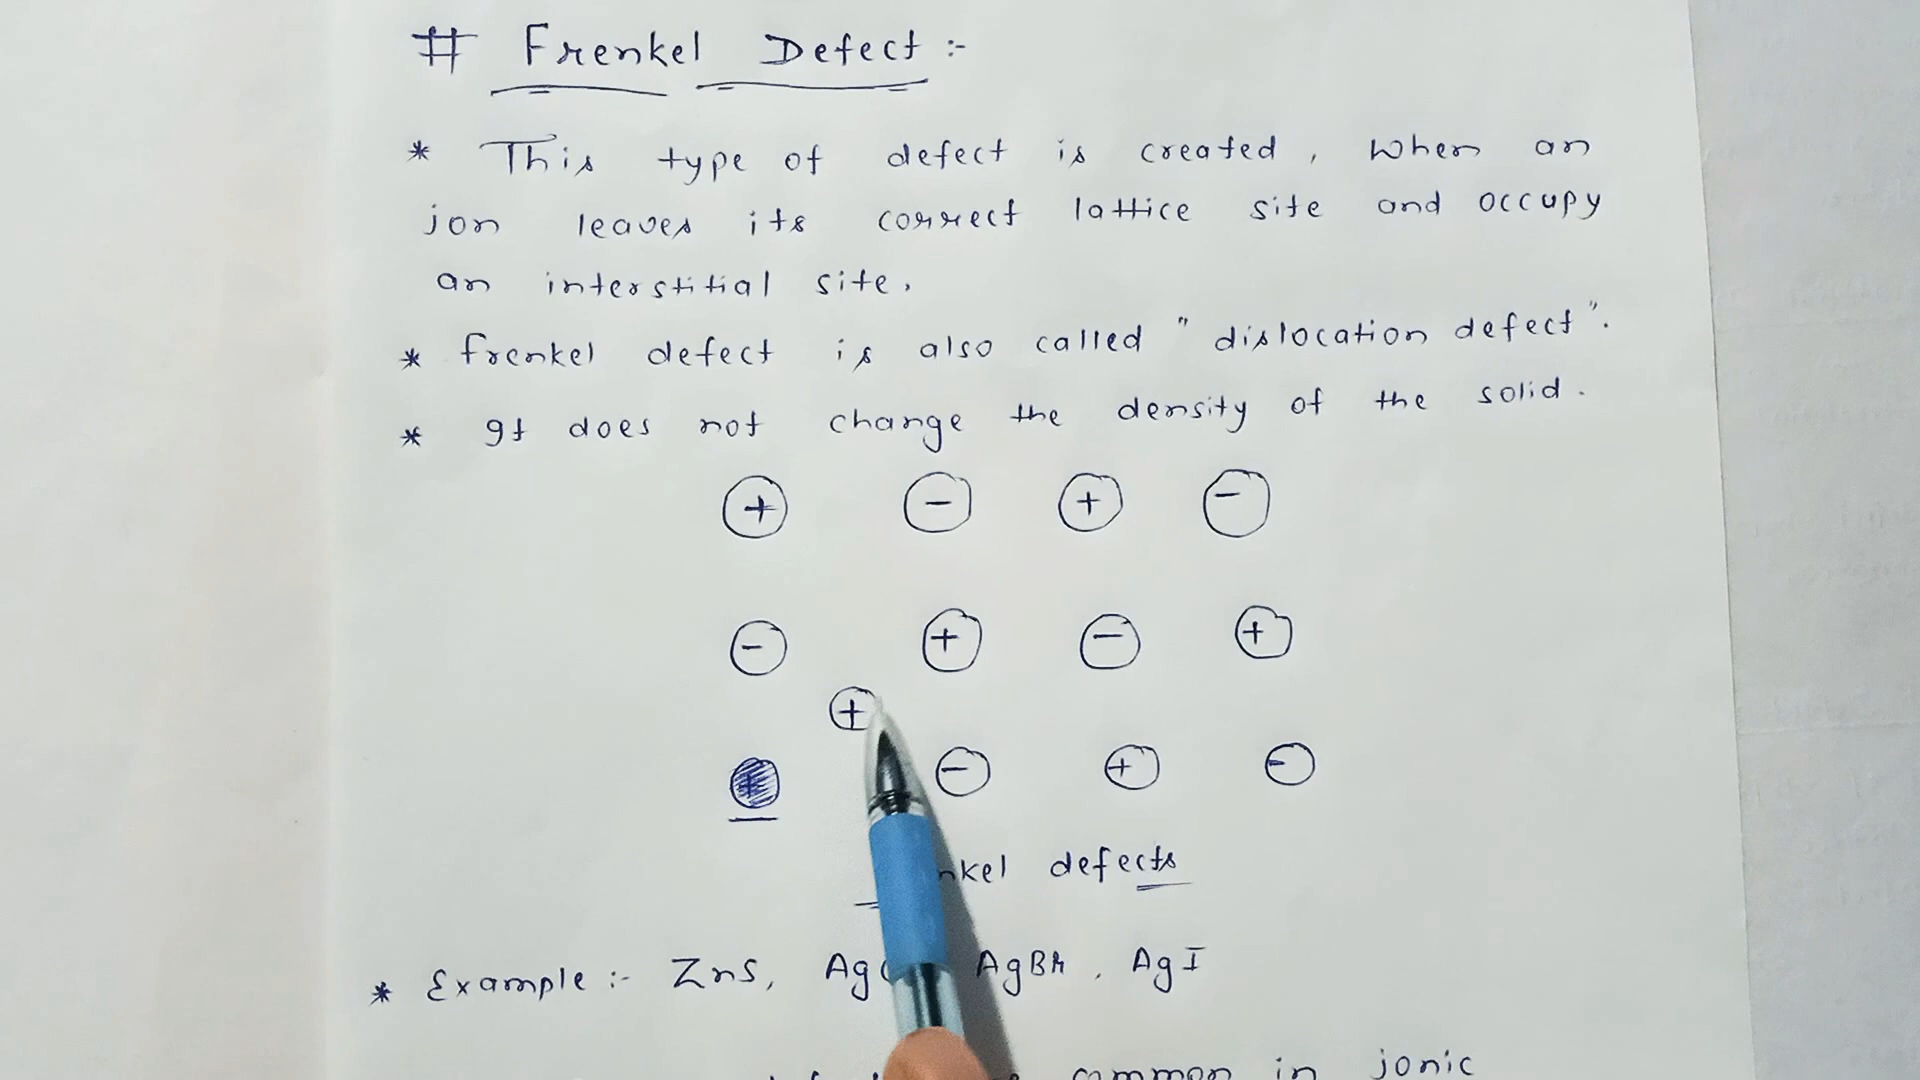 # Frenkel Defect :-
* This type of defect is created, when an
ion leaves its correct lattice site and occupy
an interstitial site.
* frenkel defect is also called "dislocation defect".
* It does not change the density of the solid.
+ - + -
- + - +
+
+ - + -
defects
* Example :- ZnS, AgBr, AgI
common in ionic